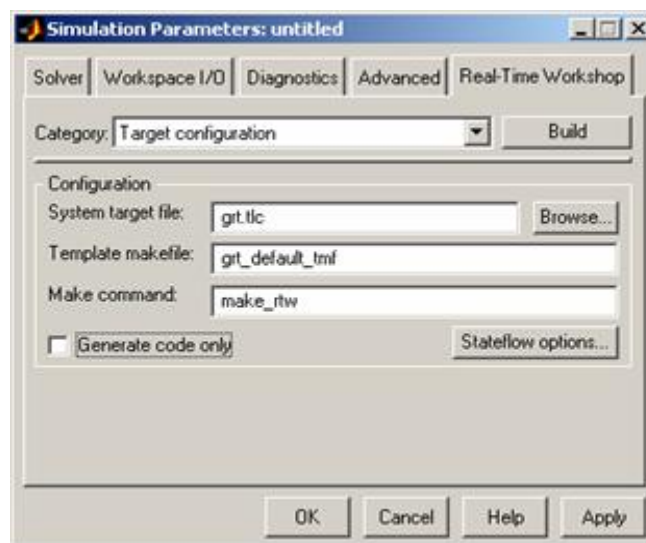 Simulation Parameters: untitled
Solver Workspace I/O Diagnostics Advanced Real-Time Workshop
Category: Target configuration Build
Configuration
System target file: grt.tlc Browse...
Template makefile: grt_default_tmf
Make command: make_rtw
Generate code only Stateflow options...
OK Cancel Help Apply